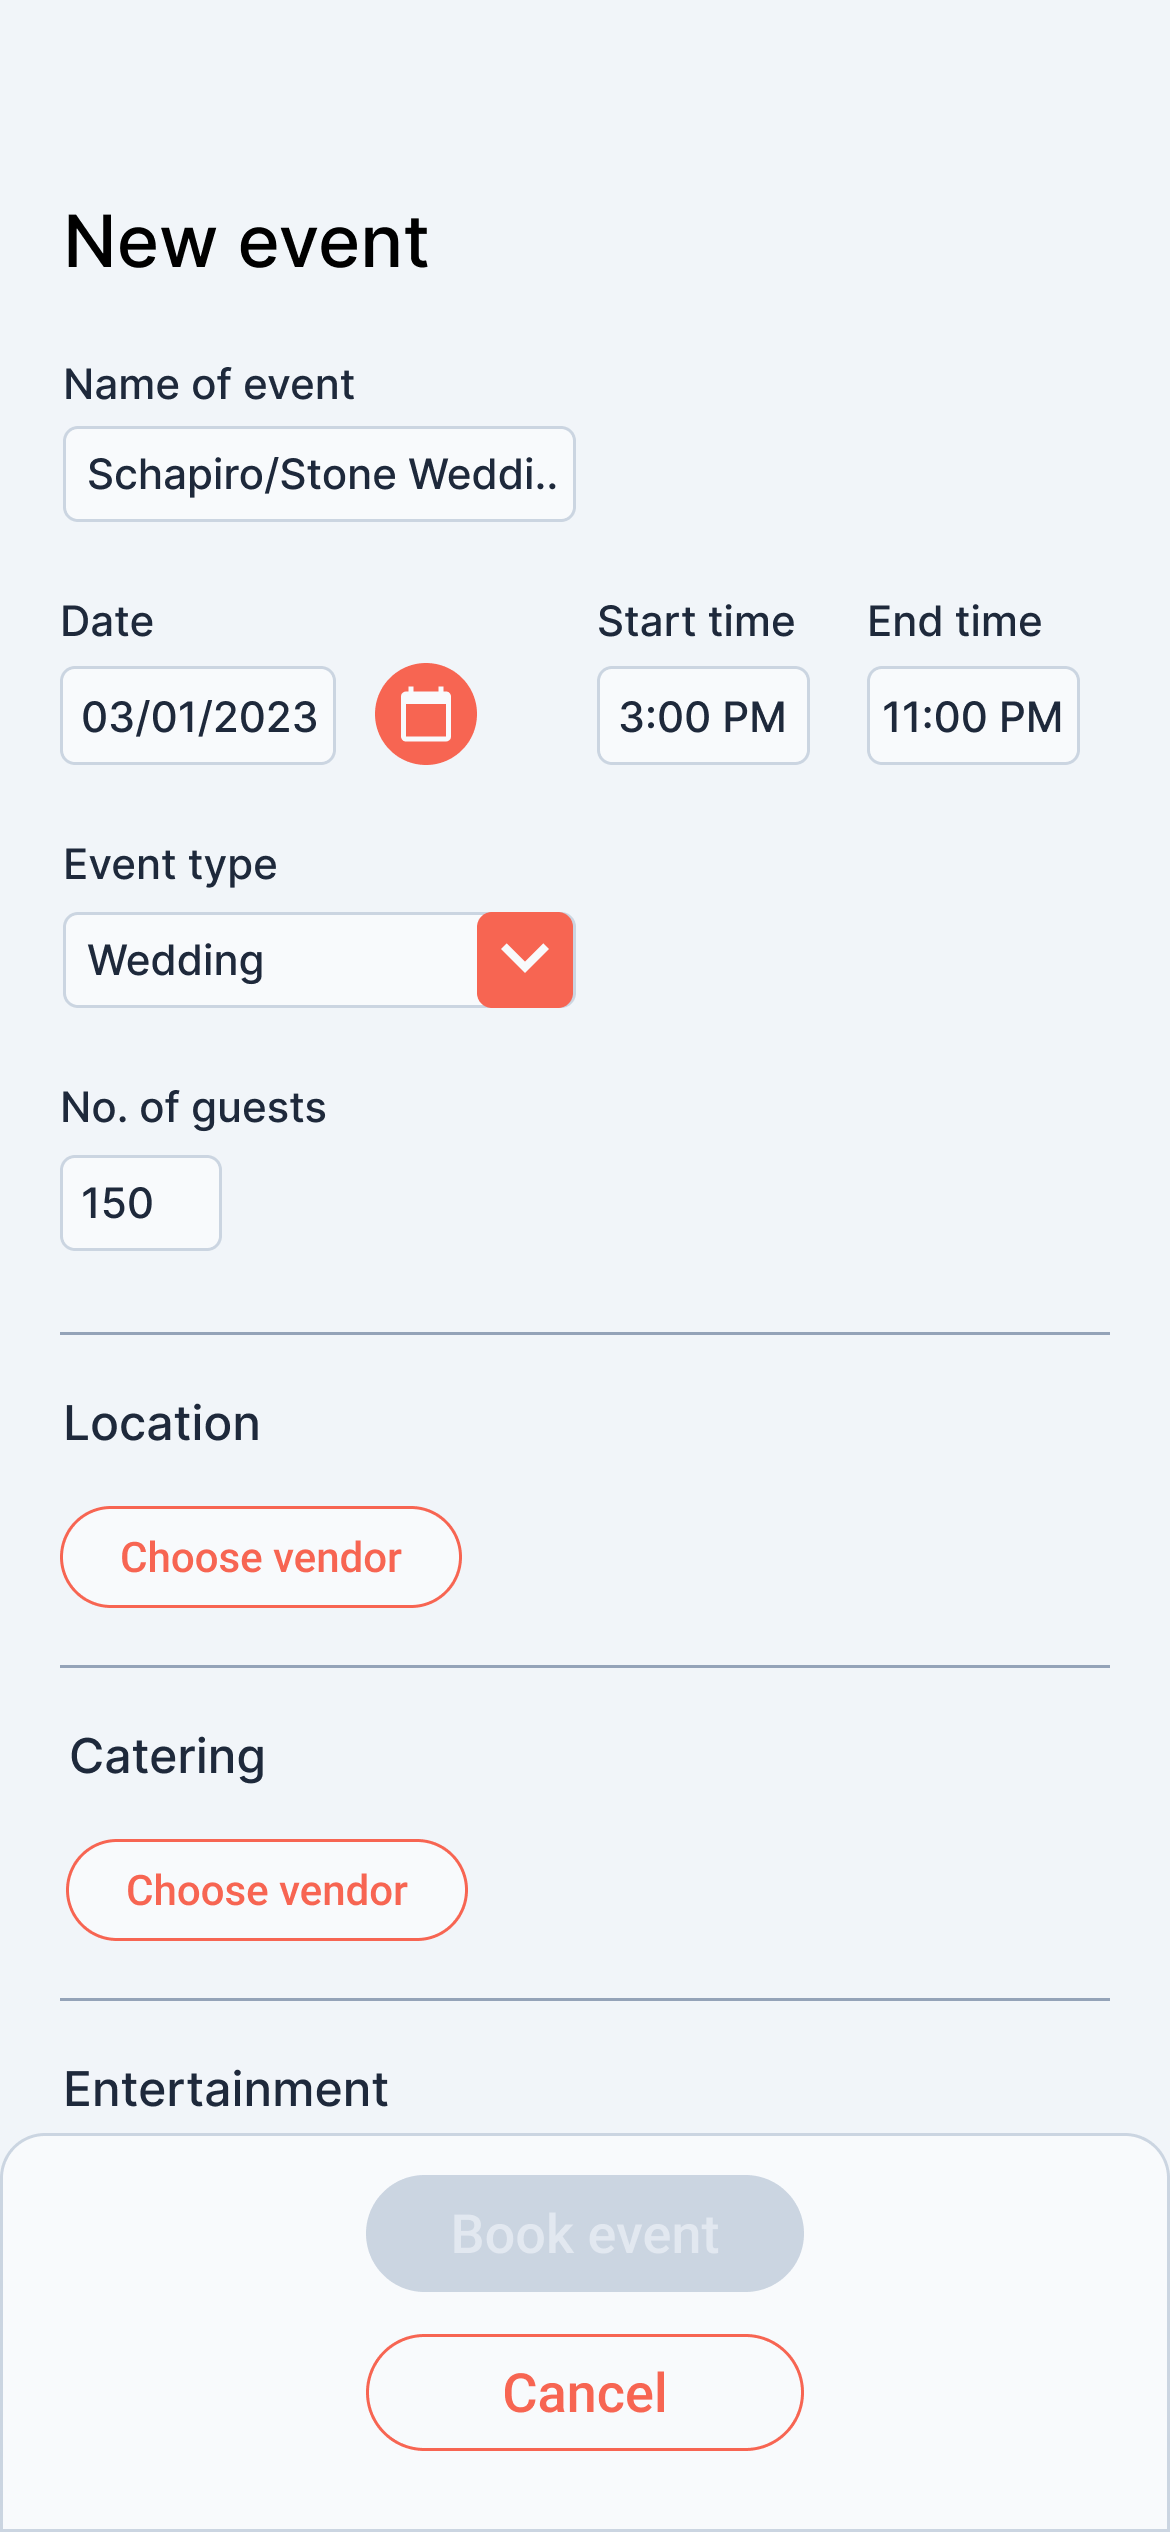 New event
Name of event
Schapiro/Stone Weddi..
Date
Start time
End time
03/01/2023
3:00 PM
11:00 PM
Event type
Wedding
No. of guests
150
Location
Choose vendor
Catering
Choose vendor
Entertainment
Book event
Cancel